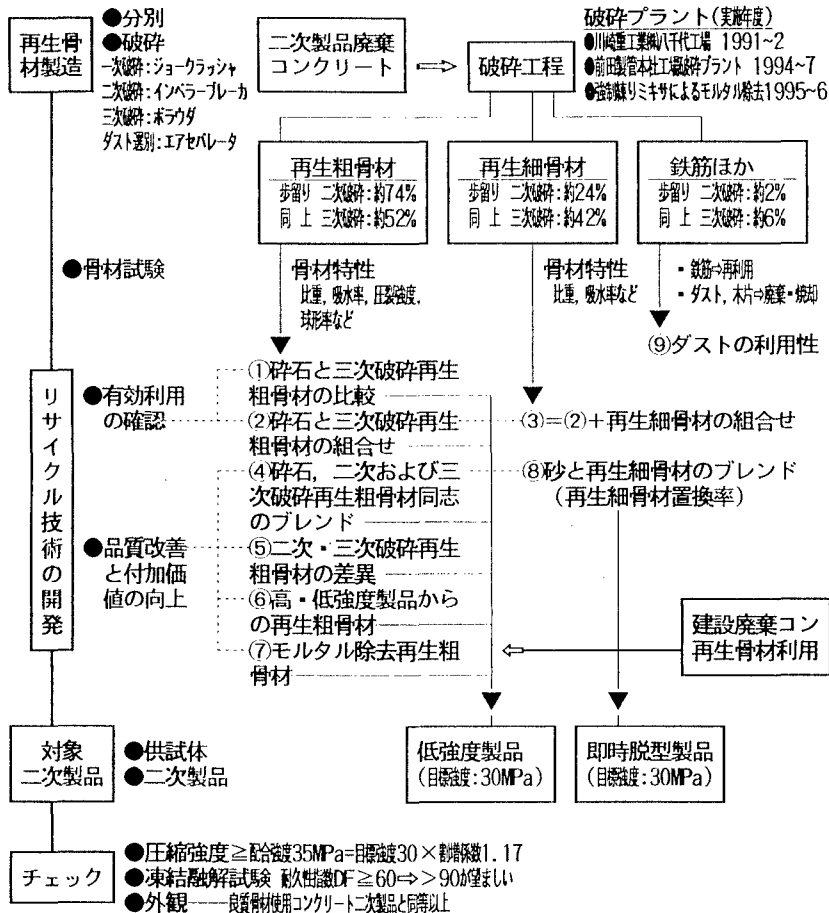 再生骨
材製造
●分別
●破砕
一次破砕:ジョークラッシャ
二次破砕:インペラーブレーカ
三次破砕:ボラウダ
ダスト選別:エアセパレータ
二次製品廃棄
コンクリート
⇨
破砕工程
破砕プラント(実施年度)
●川崎重工業㈱八千代工場 1991~2
●前田製管本社工場破砕プラント 1994~7
●強制練りミキサによるモルタル除去1995~6
再生粗骨材
歩留り 二次破砕:約74%
同 上 三次破砕:約52%
再生細骨材
歩留り 二次破砕:約24%
同 上 三次破砕:約42%
鉄筋ほか
歩留り 二次破砕:約2%
同 上 三次破砕:約6%
●骨材試験
骨材特性
比重,吸水率,圧裂強度,
球形率など
骨材特性
比重,吸水率など
・鉄筋⇨再利用
・ダスト,木片⇨廃棄・焼却
⑨ダストの利用性
リサイクル技術の開発
●有効利用
の確認
①砕石と三次破砕再生
粗骨材の比較
②砕石と三次破砕再生
粗骨材の組合せ
③=②+再生細骨材の組合せ
④砕石,二次および三
次破砕再生粗骨材同志
のブレンド
⑧砂と再生細骨材のブレンド
(再生細骨材置換率)
●品質改善
と付加価
値の向上
⑤二次・三次破砕再生
粗骨材の差異
⑥高・低強度製品から
の再生粗骨材
⑦モルタル除去再生粗
骨材
⇦
建設廃棄コン
再生骨材利用
対象
二次製品
●供試体
●二次製品
低強度製品
(目標強度:30MPa)
即時脱型製品
(目標強度:30MPa)
チェック
●圧縮強度≧配合強度35MPa=目標強度30×割増係数1.17
●凍結融解試験 耐久性指数DF≧60⇨>90が望ましい
●外観――良質骨材使用コンクリート二次製品と同等以上